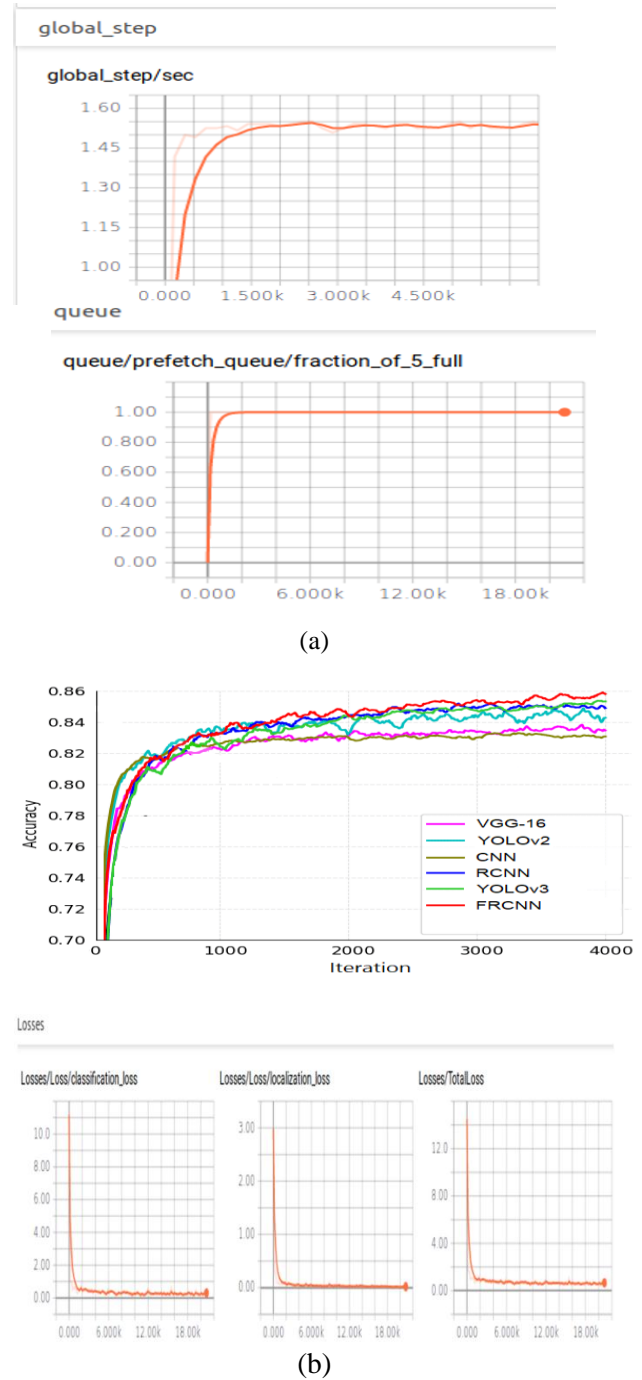 global_step
global_step/sec
1.60
1.45
1.30
1.15
1.00
0.000 1.500k 3.000k 4.500k
queue
queue/prefetch_queue/fraction_of_5_full
1.00
0.800
0.600
0.400
0.200
0.00
0.000 6.000k 12.00k 18.00k
(a)
0.86
0.84
0.82
0.80
0.78
0.76
0.74
0.72
0.70
Accuracy
VGG-16
YOLOv2
CNN
RCNN
YOLOv3
FRCNN
0 1000 2000 3000 4000
Iteration
Losses
Losses/Loss/classification_loss
10.0
8.00
6.00
4.00
2.00
0.00
0.000 6.000k 12.00k 18.00k
Losses/Loss/localization_loss
3.00
2.00
1.00
0.00
0.000 6.000k 12.00k 18.00k
Losses/TotalLoss
12.0
8.00
4.00
0.00
0.000 6.000k 12.00k 18.00k
(b)